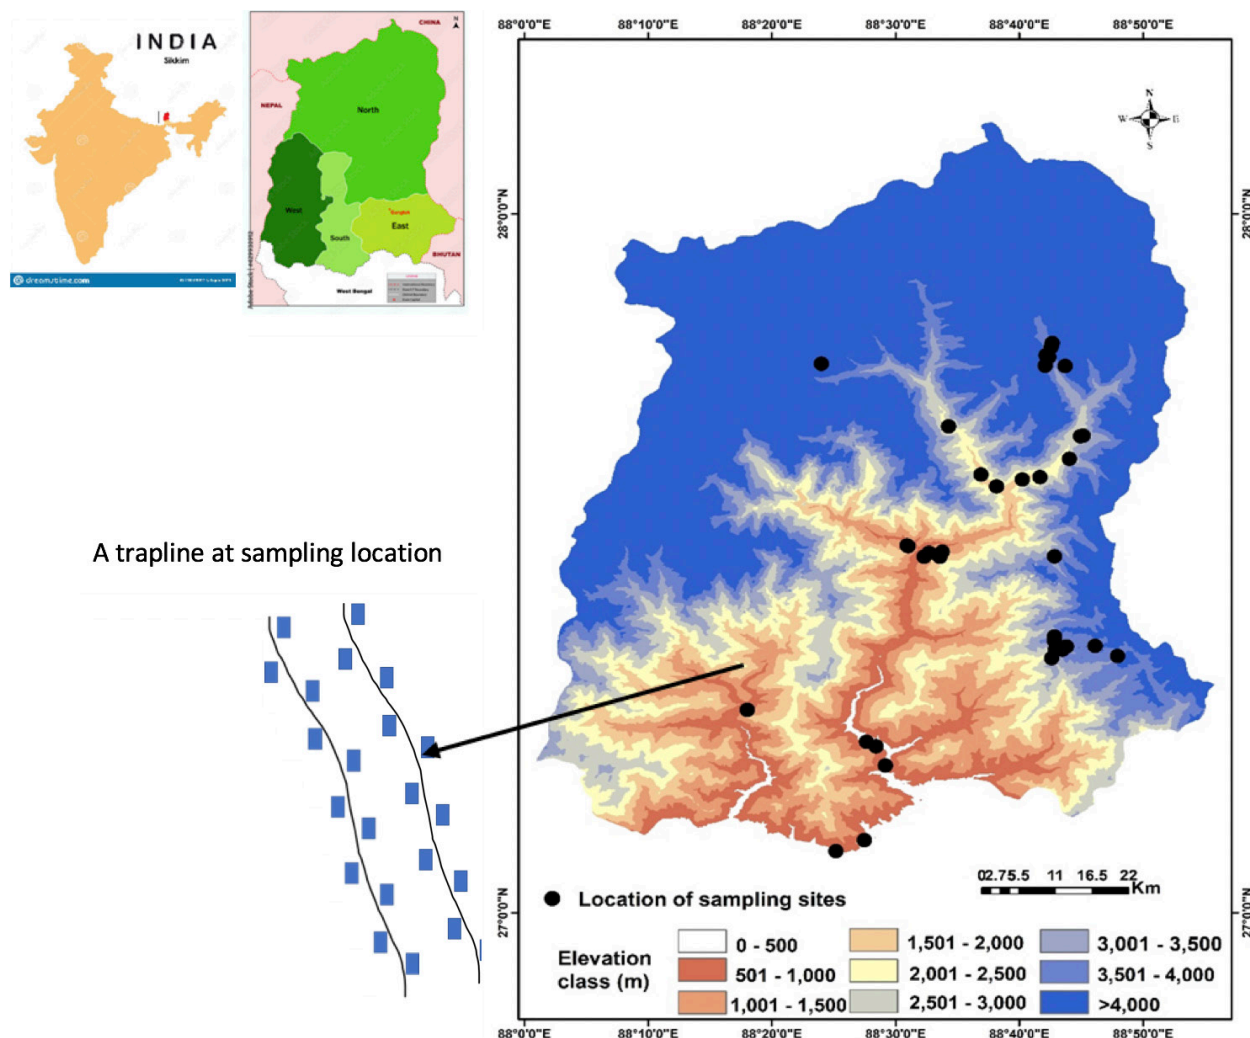 INDIA
Sikkim
dreamstime.com
CHINA
N
NEPAL
North
West
Gangtok
East
South
BHUTAN
West Bengal
88°0'0"E 88°10'0"E 88°20'0"E 88°30'0"E 88°40'0"E 88°50'0"E
N
W E
S
28°0'0"N 28°0'0"N
A trapline at sampling location
02.755.5 11 16.5 22
Km
Location of sampling sites
27°0'0"N 27°0'0"N
Elevation
class (m)
0 - 500
501 - 1,000
1,001 - 1,500
1,501 - 2,000
2,001 - 2,500
2,501 - 3,000
3,001 - 3,500
3,501 - 4,000
>4,000
88°0'0"E 88°10'0"E 88°20'0"E 88°30'0"E 88°40'0"E 88°50'0"E